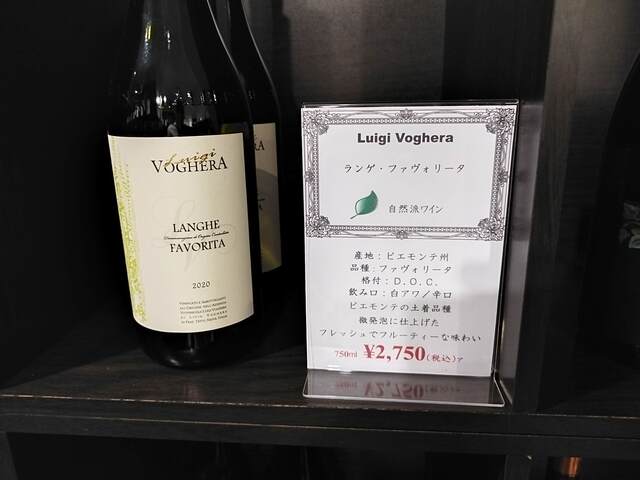 Luigi
VOGHERA
LANGHE
FAVORITA
2020
RA
Luigi Voghera
ランゲ・ファヴォリータ
自然派ワイン
産地：ピエモンテ州
品種：ファヴォリータ
格付：D.O.C.
飲み口：白アワ／辛口
ピエモンテの土着品種
微発泡に仕上げた
フレッシュでフルーティーな味わい
750ml ¥2,750(税込)ァ